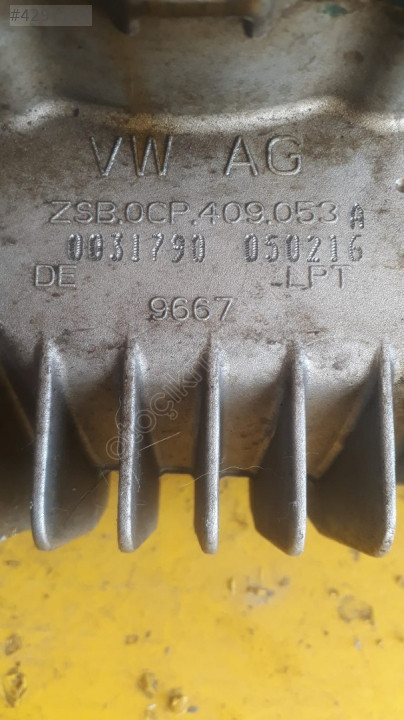 VW AG
ZSB.0CP.409.053 A
0031790 050216
DE -LPT
9667